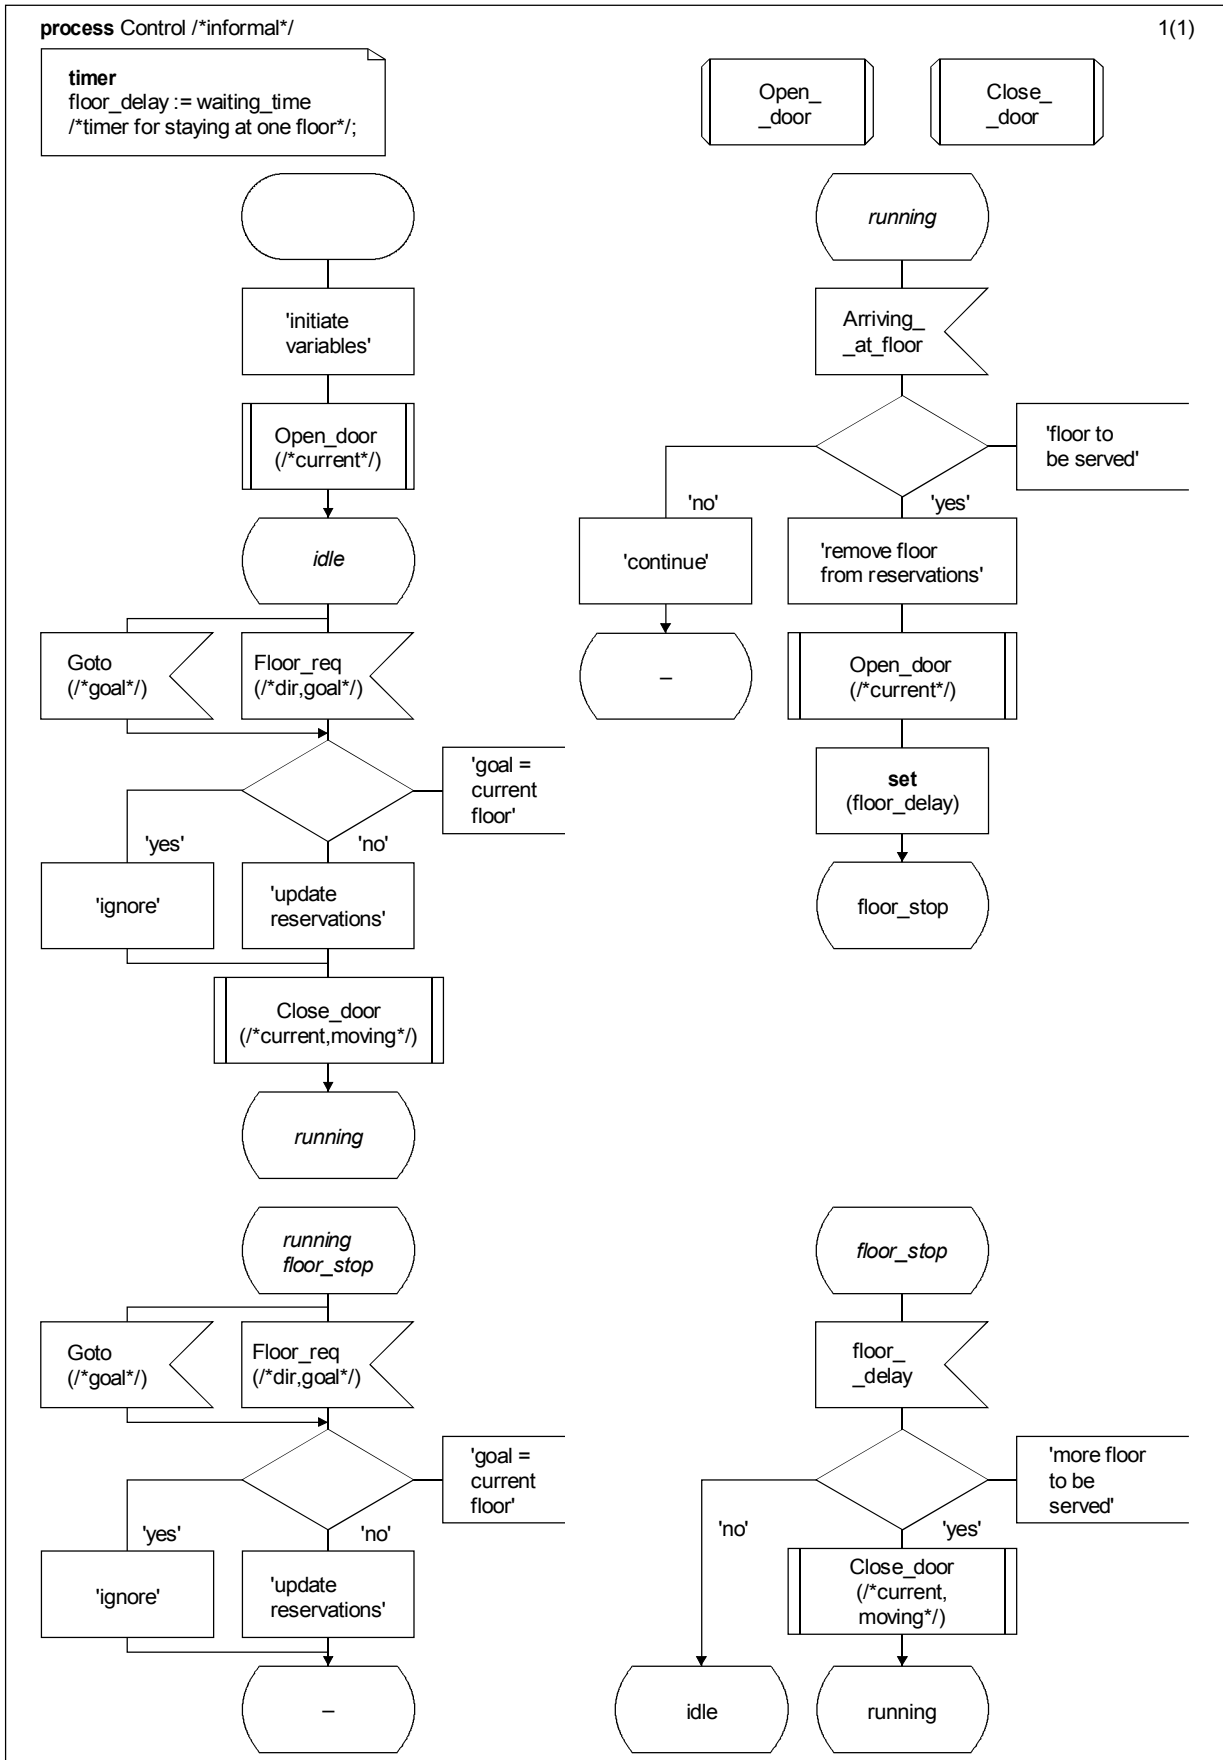 process Control /*informal*/
1(1)
timer
floor_delay := waiting_time
/*timer for staying at one floor*/;
Open_
_door
Close_
_door
'initiate
variables'
Open_door
(/*current*/)
idle
Goto
(/*goal*/)
Floor_req
(/*dir,goal*/)
'goal =
current
floor'
'yes'
'no'
'ignore'
'update
reservations'
Close_door
(/*current,moving*/)
running
running
Arriving_
_at_floor
'floor to
be served'
'no'
'yes'
'continue'
'remove floor
from reservations'
–
Open_door
(/*current*/)
set
(floor_delay)
floor_stop
running
floor_stop
Goto
(/*goal*/)
Floor_req
(/*dir,goal*/)
'goal =
current
floor'
'yes'
'no'
'ignore'
'update
reservations'
–
floor_stop
floor_
_delay
'more floor
to be
served'
'no'
'yes'
Close_door
(/*current,
moving*/)
idle
running